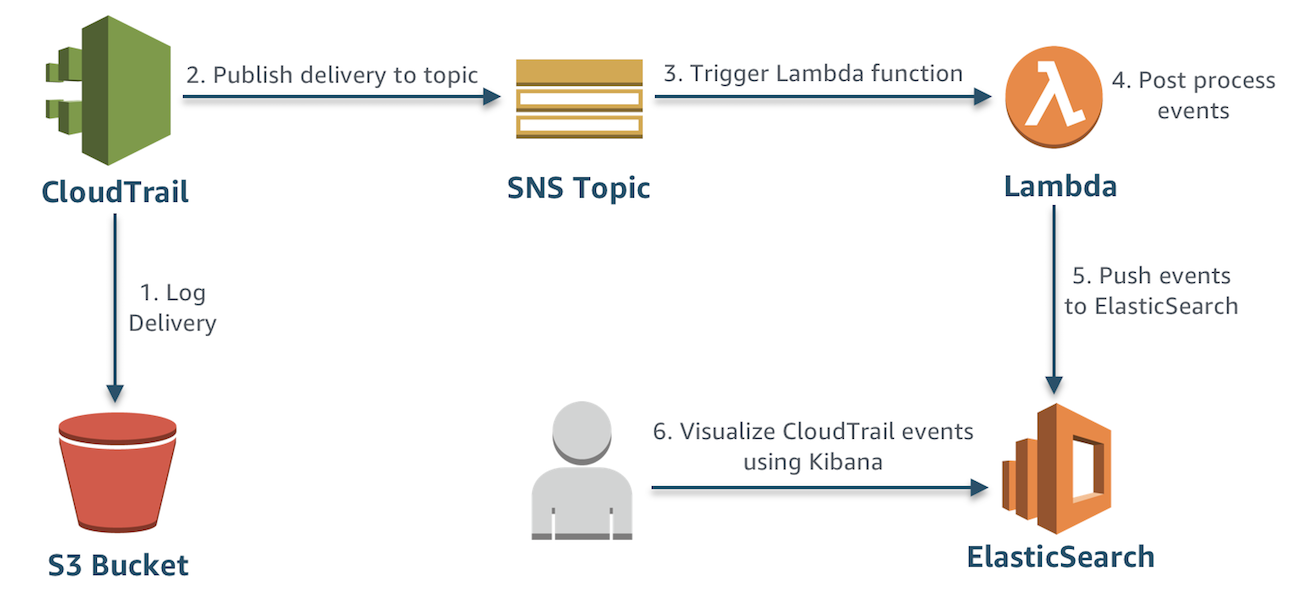 2. Publish delivery to topic
3. Trigger Lambda function
4. Post process
events
CloudTrail
SNS Topic
Lambda
1. Log
Delivery
5. Push events
to ElasticSearch
6. Visualize CloudTrail events
using Kibana
S3 Bucket
ElasticSearch